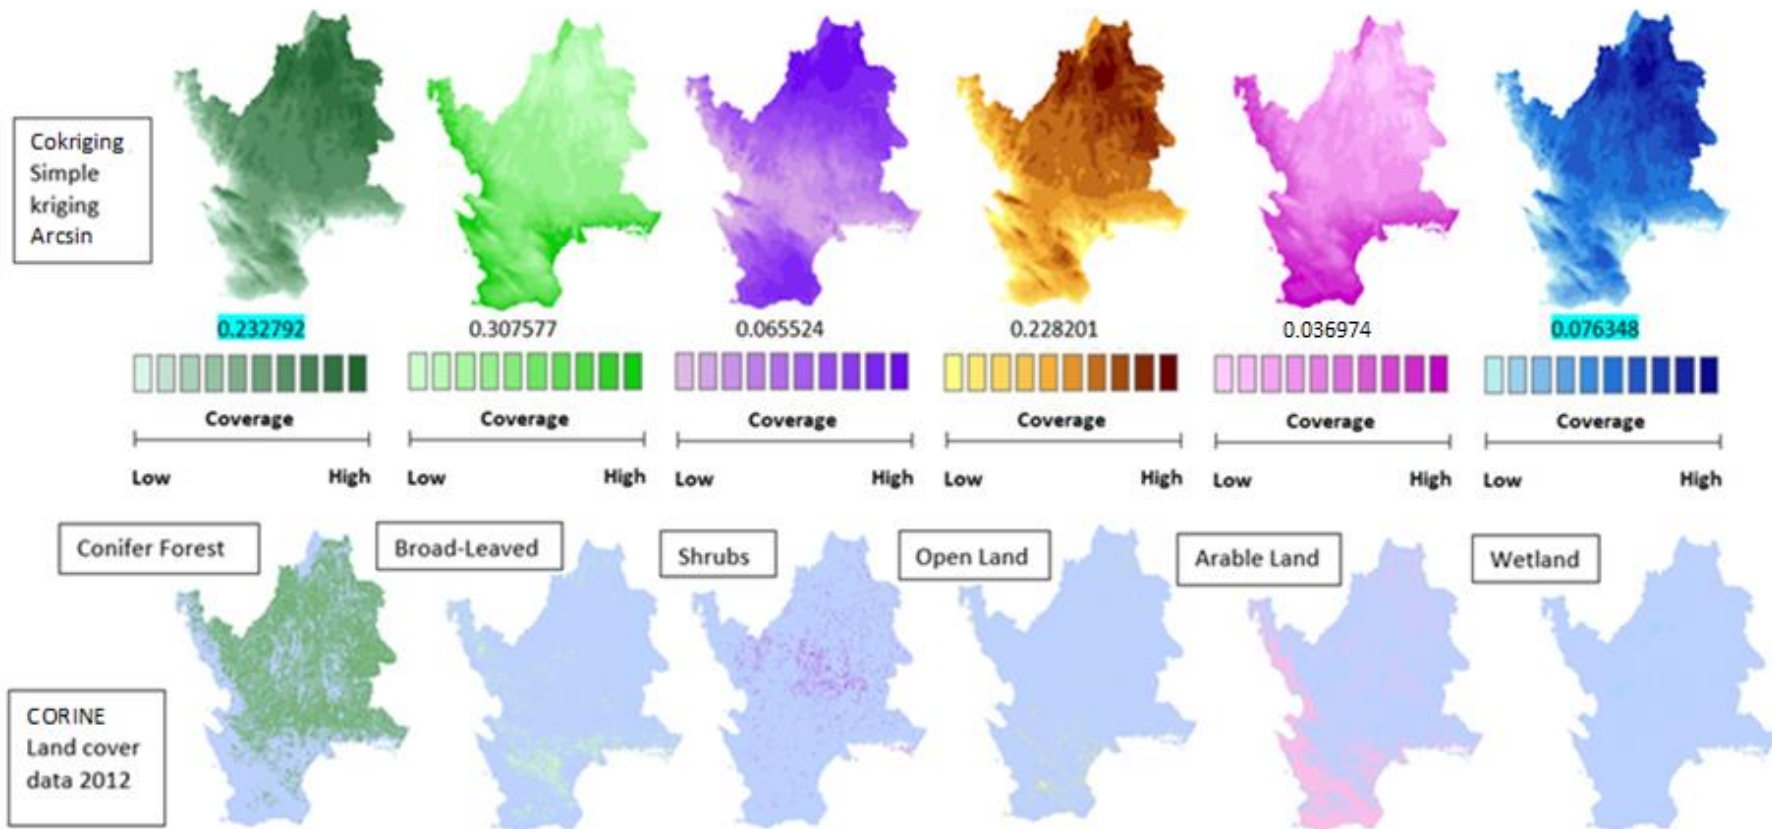 Cokriging
Simple
kriging
Arcsin
0.232792
0.307577
0.065524
0.228201
0.036974
0.076348
Coverage
Coverage
Coverage
Coverage
Coverage
Coverage
Low High
Low High
Low High
Low High
Low High
Low High
Conifer Forest
Broad-Leaved
Shrubs
Open Land
Arable Land
Wetland
CORINE
Land cover
data 2012